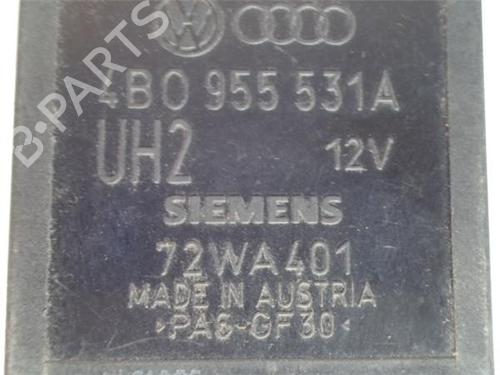 4B0 955 531A
UH2 12V
SIEMENS
72WA401
MADE IN AUSTRIA
>PA6-GF30<
B-PARTS